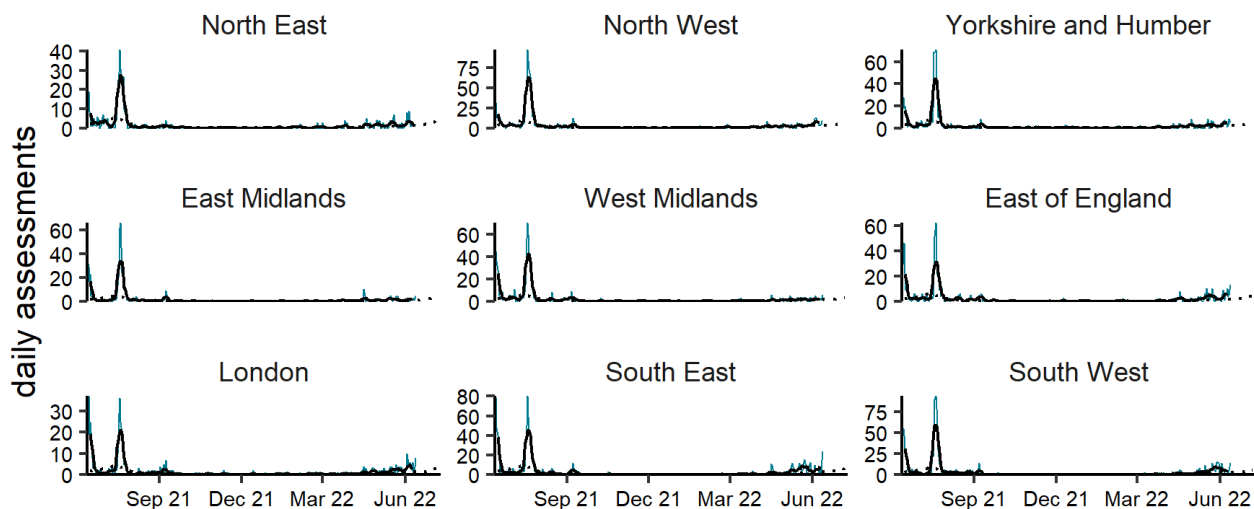 daily assessments
North East
40
30
20
10
0
North West
75
50
25
0
Yorkshire and Humber
60
40
20
0
East Midlands
60
40
20
0
West Midlands
60
40
20
0
East of England
60
40
20
0
London
30
20
10
0
Sep 21 Dec 21 Mar 22 Jun 22
South East
80
60
40
20
0
Sep 21 Dec 21 Mar 22 Jun 22
South West
75
50
25
0
Sep 21 Dec 21 Mar 22 Jun 22